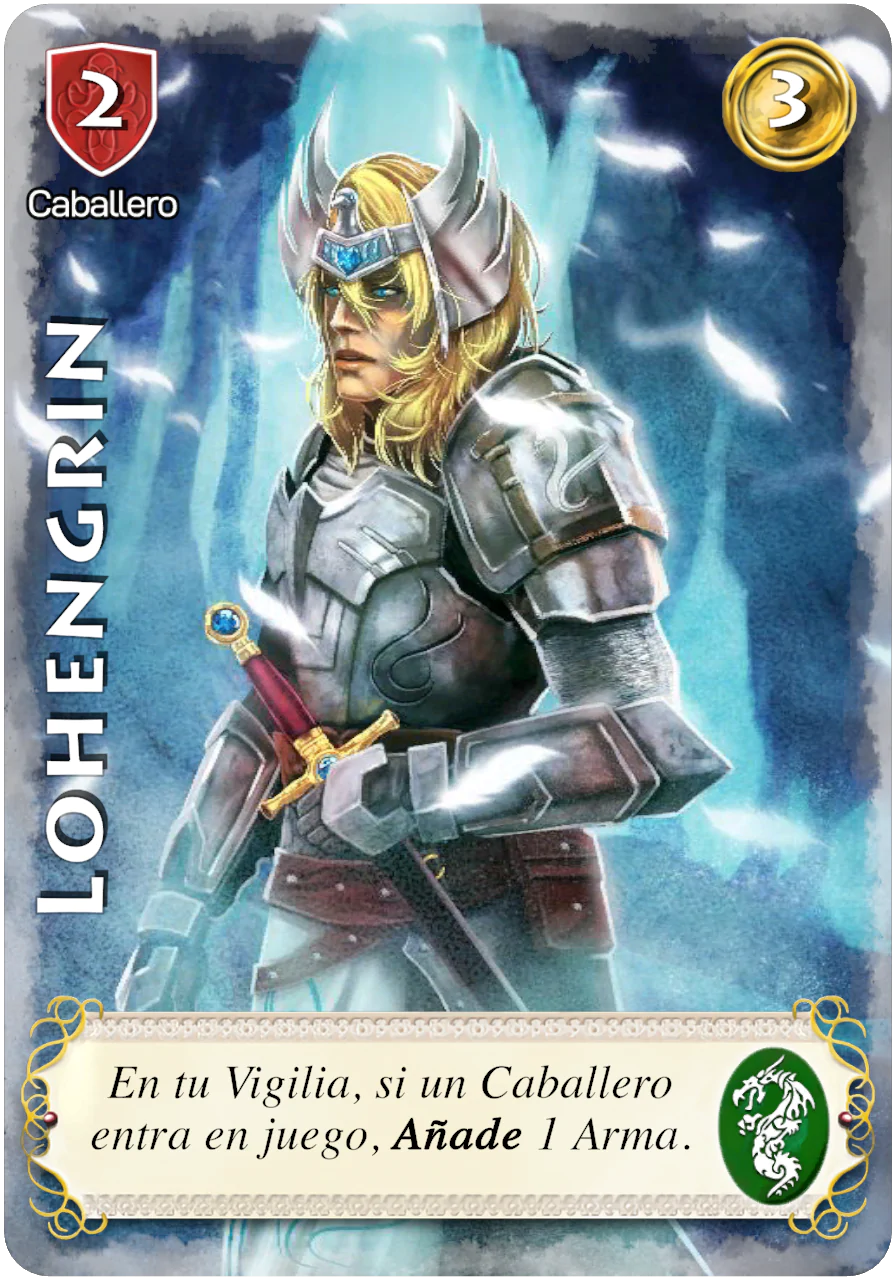 2
3
Caballero
LOHENGRIN
En tu Vigilia, si un Caballero
entra en juego, Añade 1 Arma.